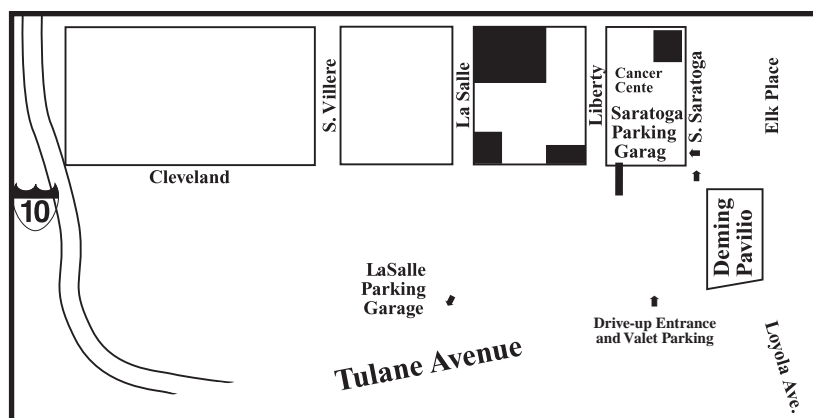 S. Villere
La Salle
Liberty
Cancer
Cente
Saratoga
Parking
Garag
S. Saratoga
Elk Place
Cleveland
10
Deming
Pavilio
LaSalle
Parking
Garage
Drive-up Entrance
and Valet Parking
Tulane Avenue
Loyola Ave.